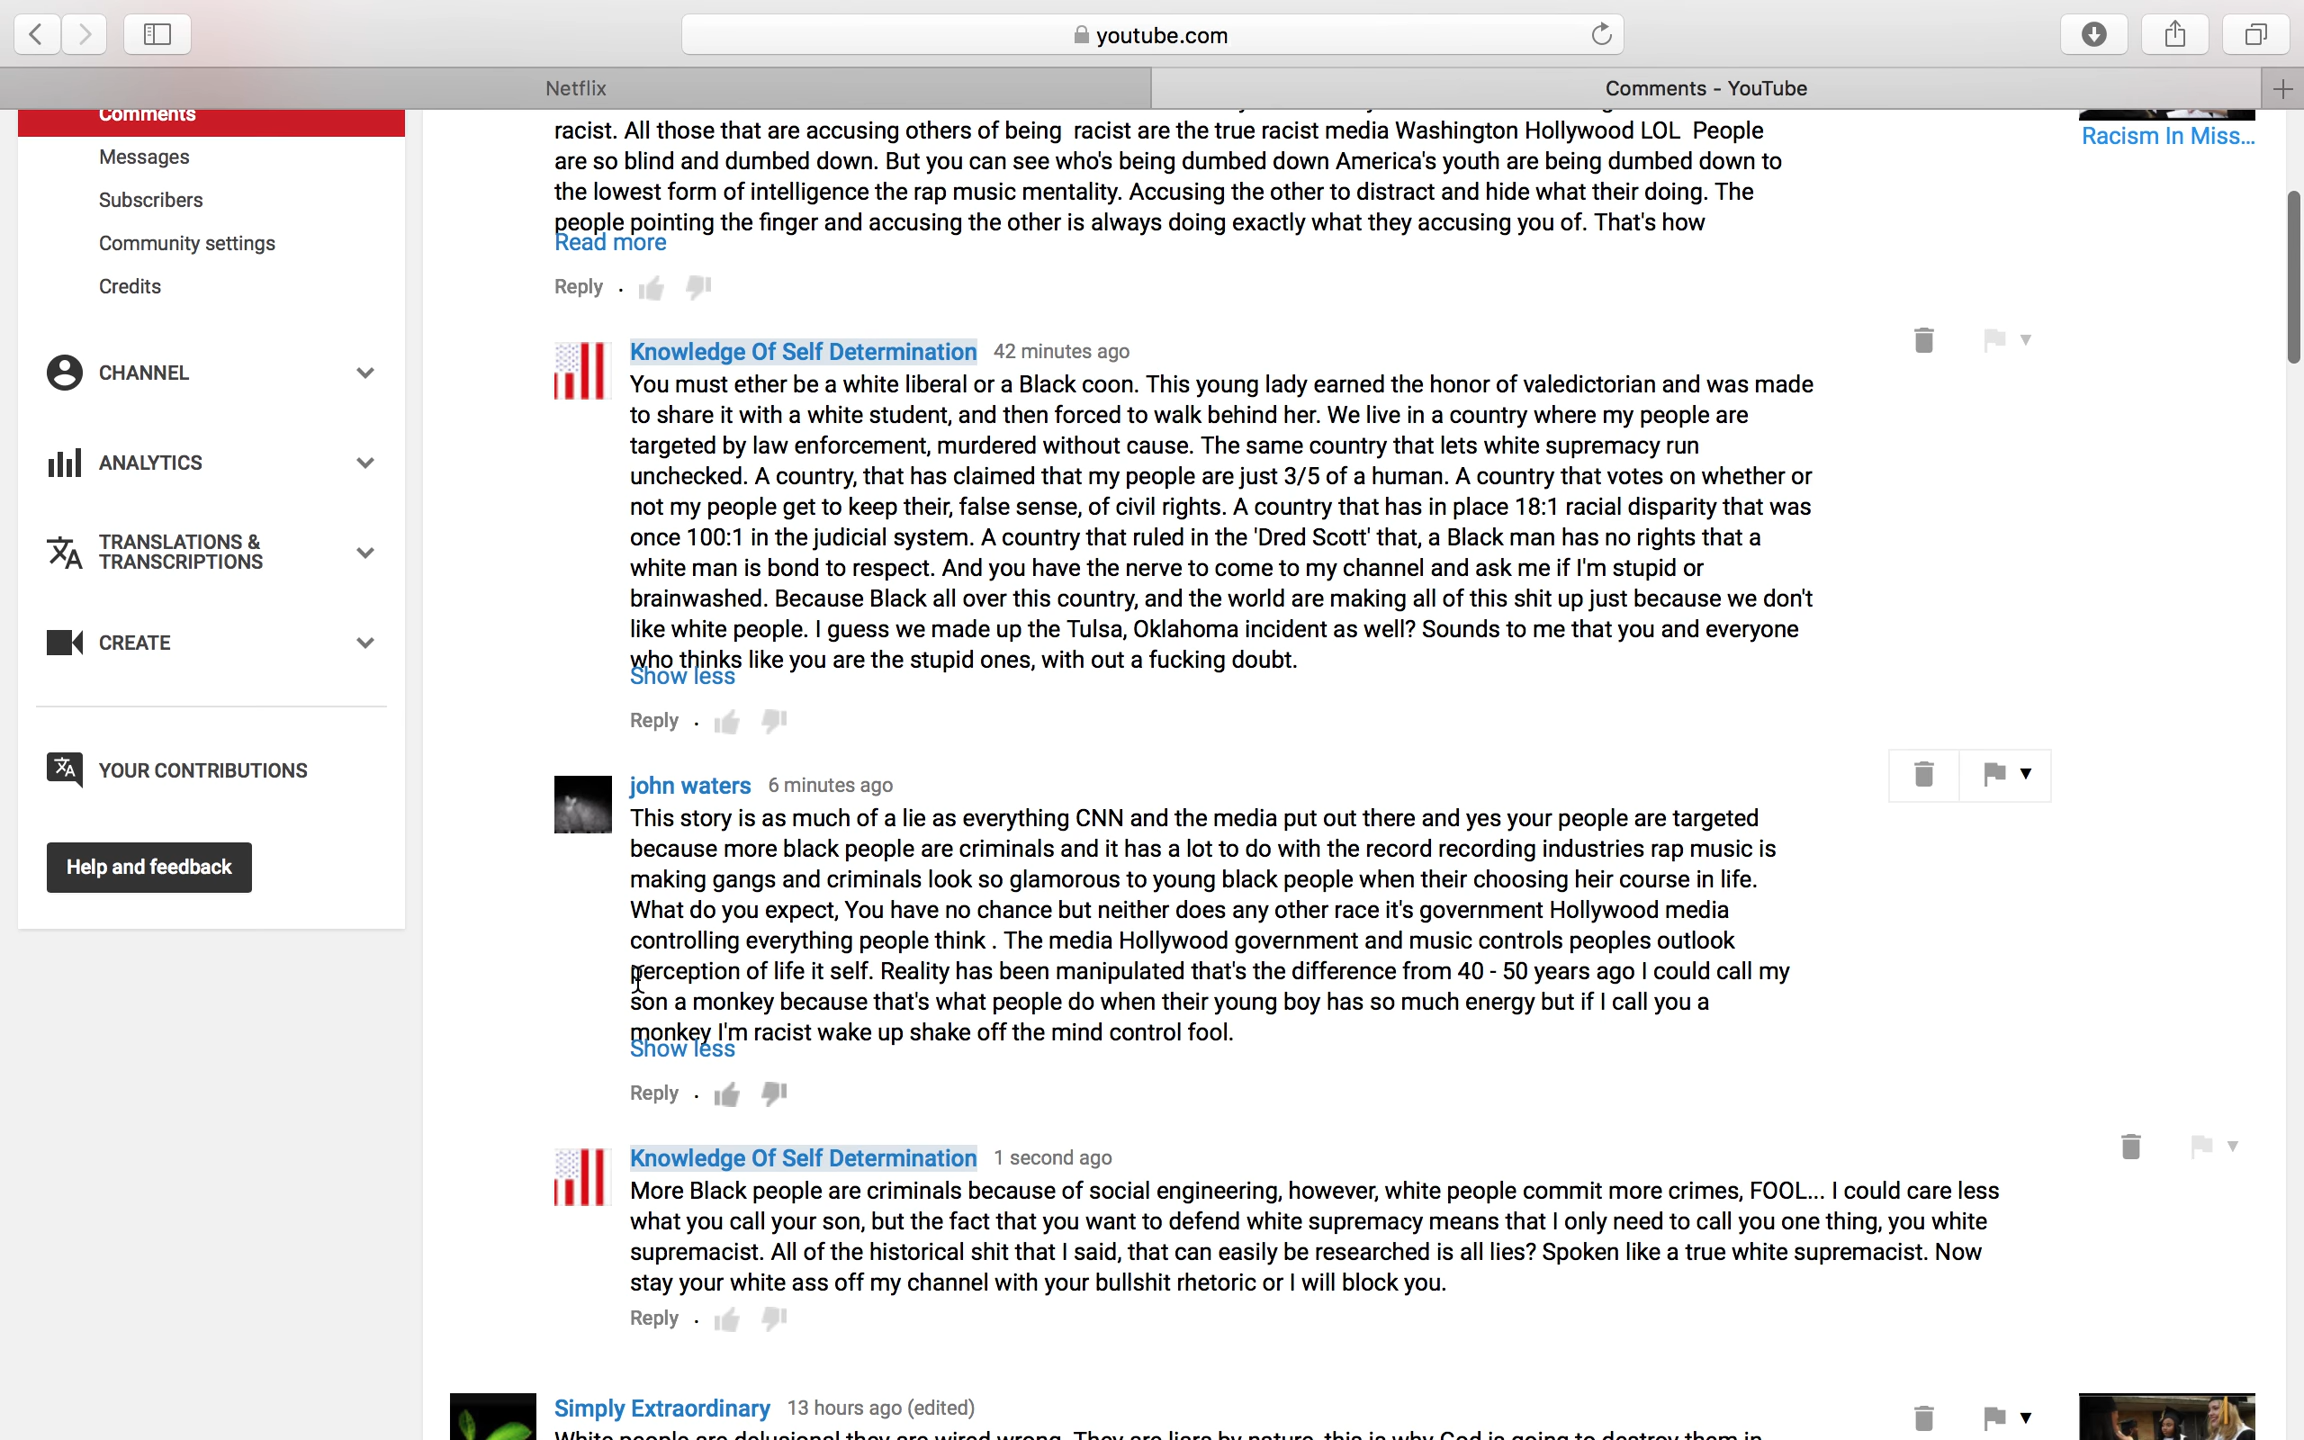 youtube.com
Netflix
Comments - YouTube
Comments
Messages
Subscribers
Community settings
Credits
CHANNEL
ANALYTICS
TRANSLATIONS &
TRANSCRIPTIONS
CREATE
YOUR CONTRIBUTIONS
Help and feedback
racist. All those that are accusing others of being racist are the true racist media Washington Hollywood LOL People
are so blind and dumbed down. But you can see who's being dumbed down America's youth are being dumbed down to
the lowest form of intelligence the rap music mentality. Accusing the other to distract and hide what their doing. The
people pointing the finger and accusing the other is always doing exactly what they accusing you of. That's how
Read more
Reply .
Racism In Miss...
Knowledge Of Self Determination 42 minutes ago
You must ether be a white liberal or a Black coon. This young lady earned the honor of valedictorian and was made
to share it with a white student, and then forced to walk behind her. We live in a country where my people are
targeted by law enforcement, murdered without cause. The same country that lets white supremacy run
unchecked. A country, that has claimed that my people are just 3/5 of a human. A country that votes on whether or
not my people get to keep their, false sense, of civil rights. A country that has in place 18:1 racial disparity that was
once 100:1 in the judicial system. A country that ruled in the 'Dred Scott' that, a Black man has no rights that a
white man is bond to respect. And you have the nerve to come to my channel and ask me if I'm stupid or
brainwashed. Because Black all over this country, and the world are making all of this shit up just because we don't
like white people. I guess we made up the Tulsa, Oklahoma incident as well? Sounds to me that you and everyone
who thinks like you are the stupid ones, with out a fucking doubt.
Show less
Reply .
john waters 6 minutes ago
This story is as much of a lie as everything CNN and the media put out there and yes your people are targeted
because more black people are criminals and it has a lot to do with the record recording industries rap music is
making gangs and criminals look so glamorous to young black people when their choosing heir course in life.
What do you expect, You have no chance but neither does any other race it's government Hollywood media
controlling everything people think . The media Hollywood government and music controls peoples outlook
perception of life it self. Reality has been manipulated that's the difference from 40 - 50 years ago I could call my
son a monkey because that's what people do when their young boy has so much energy but if I call you a
monkey I'm racist wake up shake off the mind control fool.
Show less
Reply .
Knowledge Of Self Determination 1 second ago
More Black people are criminals because of social engineering, however, white people commit more crimes, FOOL... I could care less
what you call your son, but the fact that you want to defend white supremacy means that I only need to call you one thing, you white
supremacist. All of the historical shit that I said, that can easily be researched is all lies? Spoken like a true white supremacist. Now
stay your white ass off my channel with your bullshit rhetoric or I will block you.
Reply .
Simply Extraordinary 13 hours ago (edited)
White people are delusional they are wired wrong. They are liars by nature, this is why God is going to destroy them in